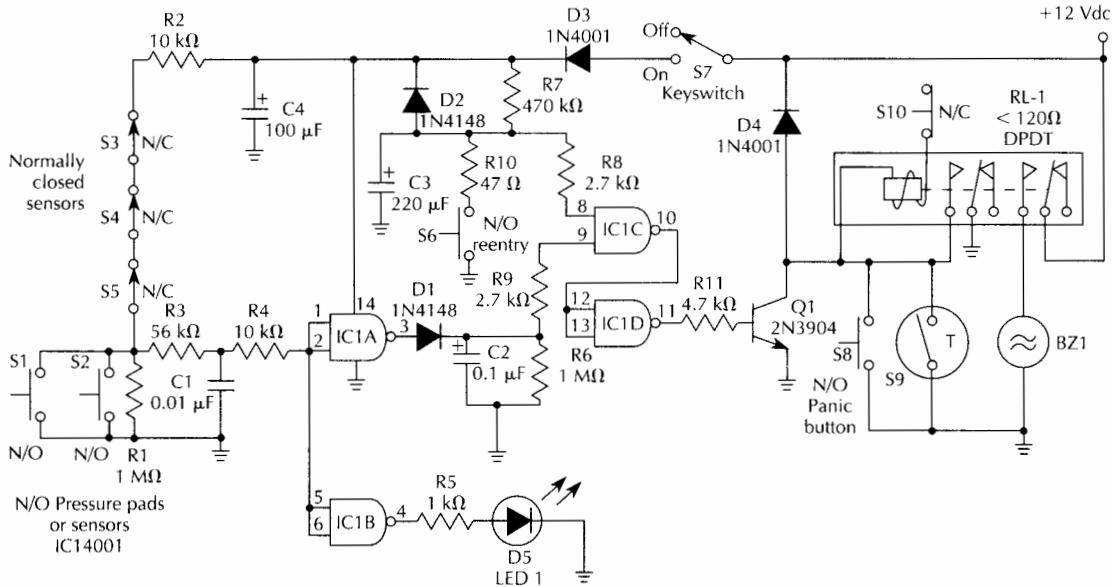 +12 Vdc
R2
10 kΩ
D3
1N4001
Off
On
S7
Keyswitch
R7
470 kΩ
D2
1N4148
+
C4
100 µF
S10
N/C
RL-1
< 120Ω
DPDT
D4
1N4001
S3
N/C
Normally
closed
sensors
S4
N/C
S5
N/C
+
C3
220 µF
R10
47 Ω
R8
2.7 kΩ
S6
N/O
reentry
8
9
IC1C
10
R9
2.7 kΩ
R3
56 kΩ
R4
10 kΩ
1
2
14
IC1A
3
D1
1N4148
12
13
IC1D
11
R11
4.7 kΩ
Q1
2N3904
S1
S2
C1
0.01 µF
+
C2
0.1 µF
R6
1 MΩ
S8
S9
T
BZ1
N/O
Panic
button
N/O
N/O
R1
1 MΩ
N/O Pressure pads
or sensors
IC14001
5
6
IC1B
4
R5
1 kΩ
D5
LED 1